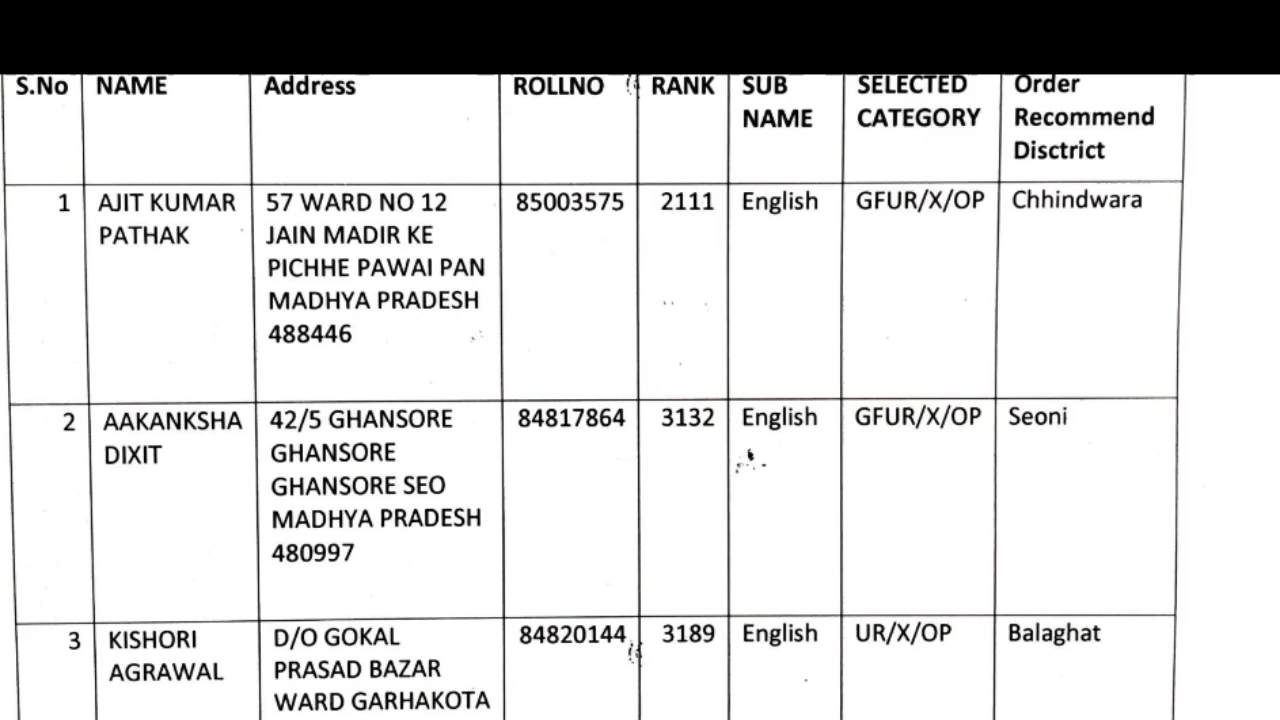 S.No NAME Address ROLLNO RANK SUB NAME SELECTED CATEGORY Order Recommend Disctrict
1 AJIT KUMAR PATHAK 57 WARD NO 12 JAIN MADIR KE PICHHE PAWAI PAN MADHYA PRADESH 488446 85003575 2111 English GFUR/X/OP Chhindwara
2 AAKANKSHA DIXIT 42/5 GHANSORE GHANSORE GHANSORE SEO MADHYA PRADESH 480997 84817864 3132 English GFUR/X/OP Seoni
3 KISHORI AGRAWAL D/O GOKAL PRASAD BAZAR WARD GARHAKOTA 84820144 3189 English UR/X/OP Balaghat